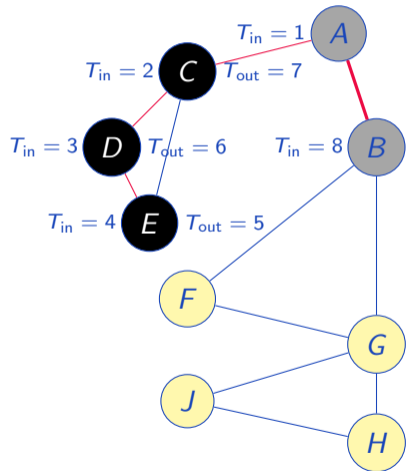 T_in = 1 A
T_in = 2 C T_out = 7
T_in = 3 D T_out = 6 T_in = 8 B
T_in = 4 E T_out = 5
F
G
J
H